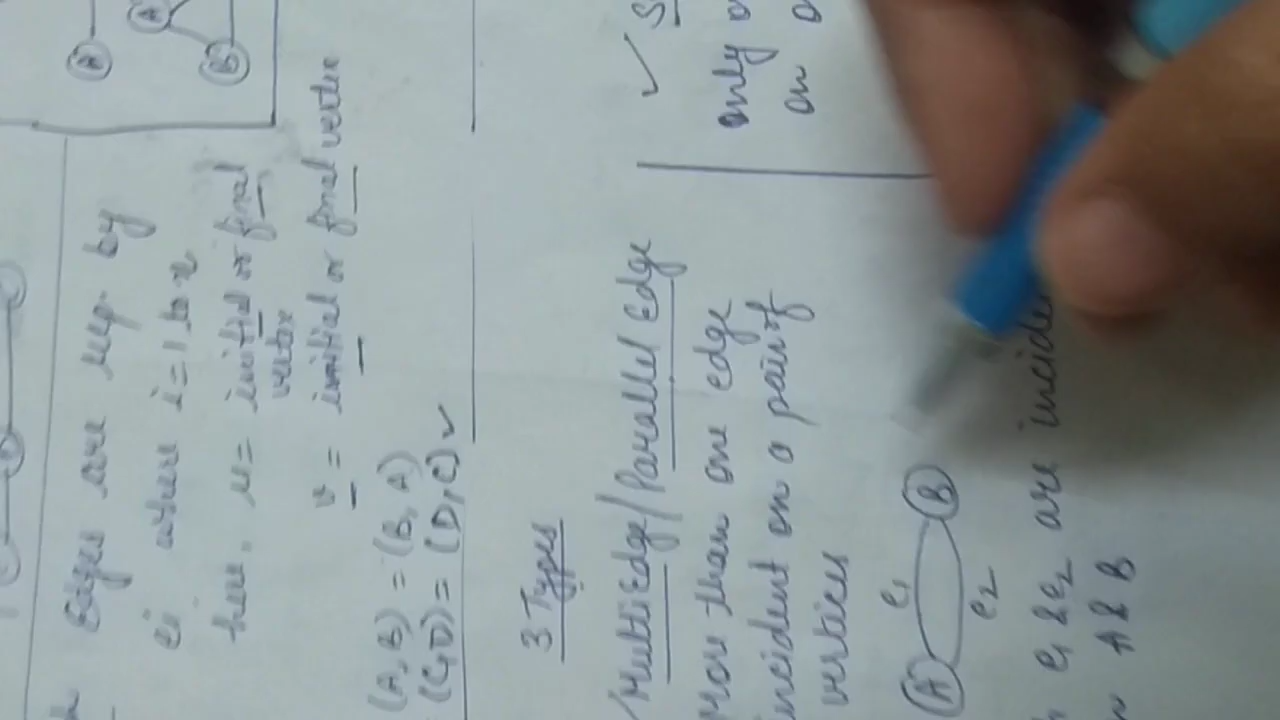 A
A
B
Edges are rep. by
ei where i=1 to n
here. u= initial or final
vertex
v = initial or final vertex
(A,B) = (B,A)
(C,D) = (D,C) ✓
3 Types
MultiEdge/Parallel Edge
More than one edge
incident on a pair of
vertices
A e1 e2 B
e1 & e2 are incide
A & B
✓ S
only
on